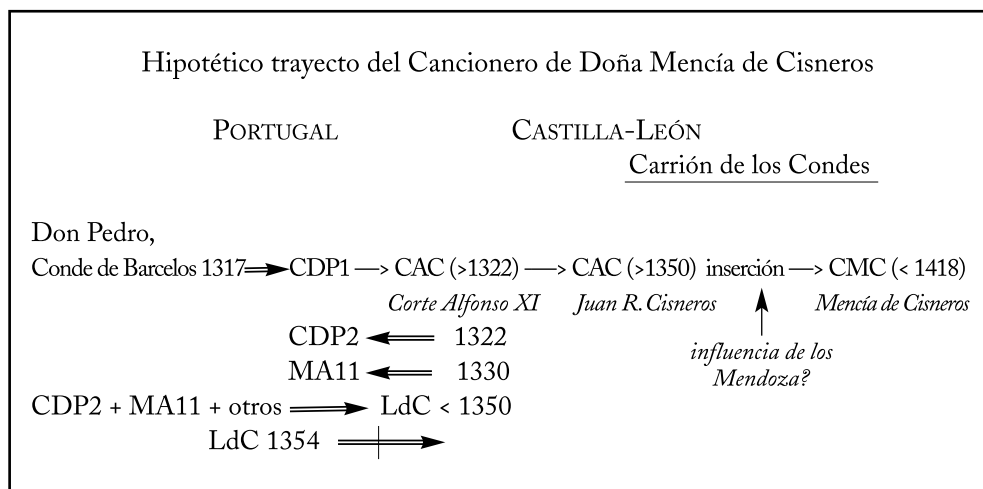 Hipotético trayecto del Cancionero de Doña Mencía de Cisneros
PORTUGAL CASTILLA-LEÓN
Carrión de los Condes
Don Pedro,
Conde de Barcelos 1317 ⇒ CDP1 → CAC (>1322) → CAC (>1350) inserción → CMC (< 1418)
Corte Alfonso XI Juan R. Cisneros Mencía de Cisneros
CDP2 ⇐ 1322
MA11 ⇐ 1330
influencia de los
Mendoza?
CDP2 + MA11 + otros ⇒ LdC < 1350
LdC 1354 ⇒